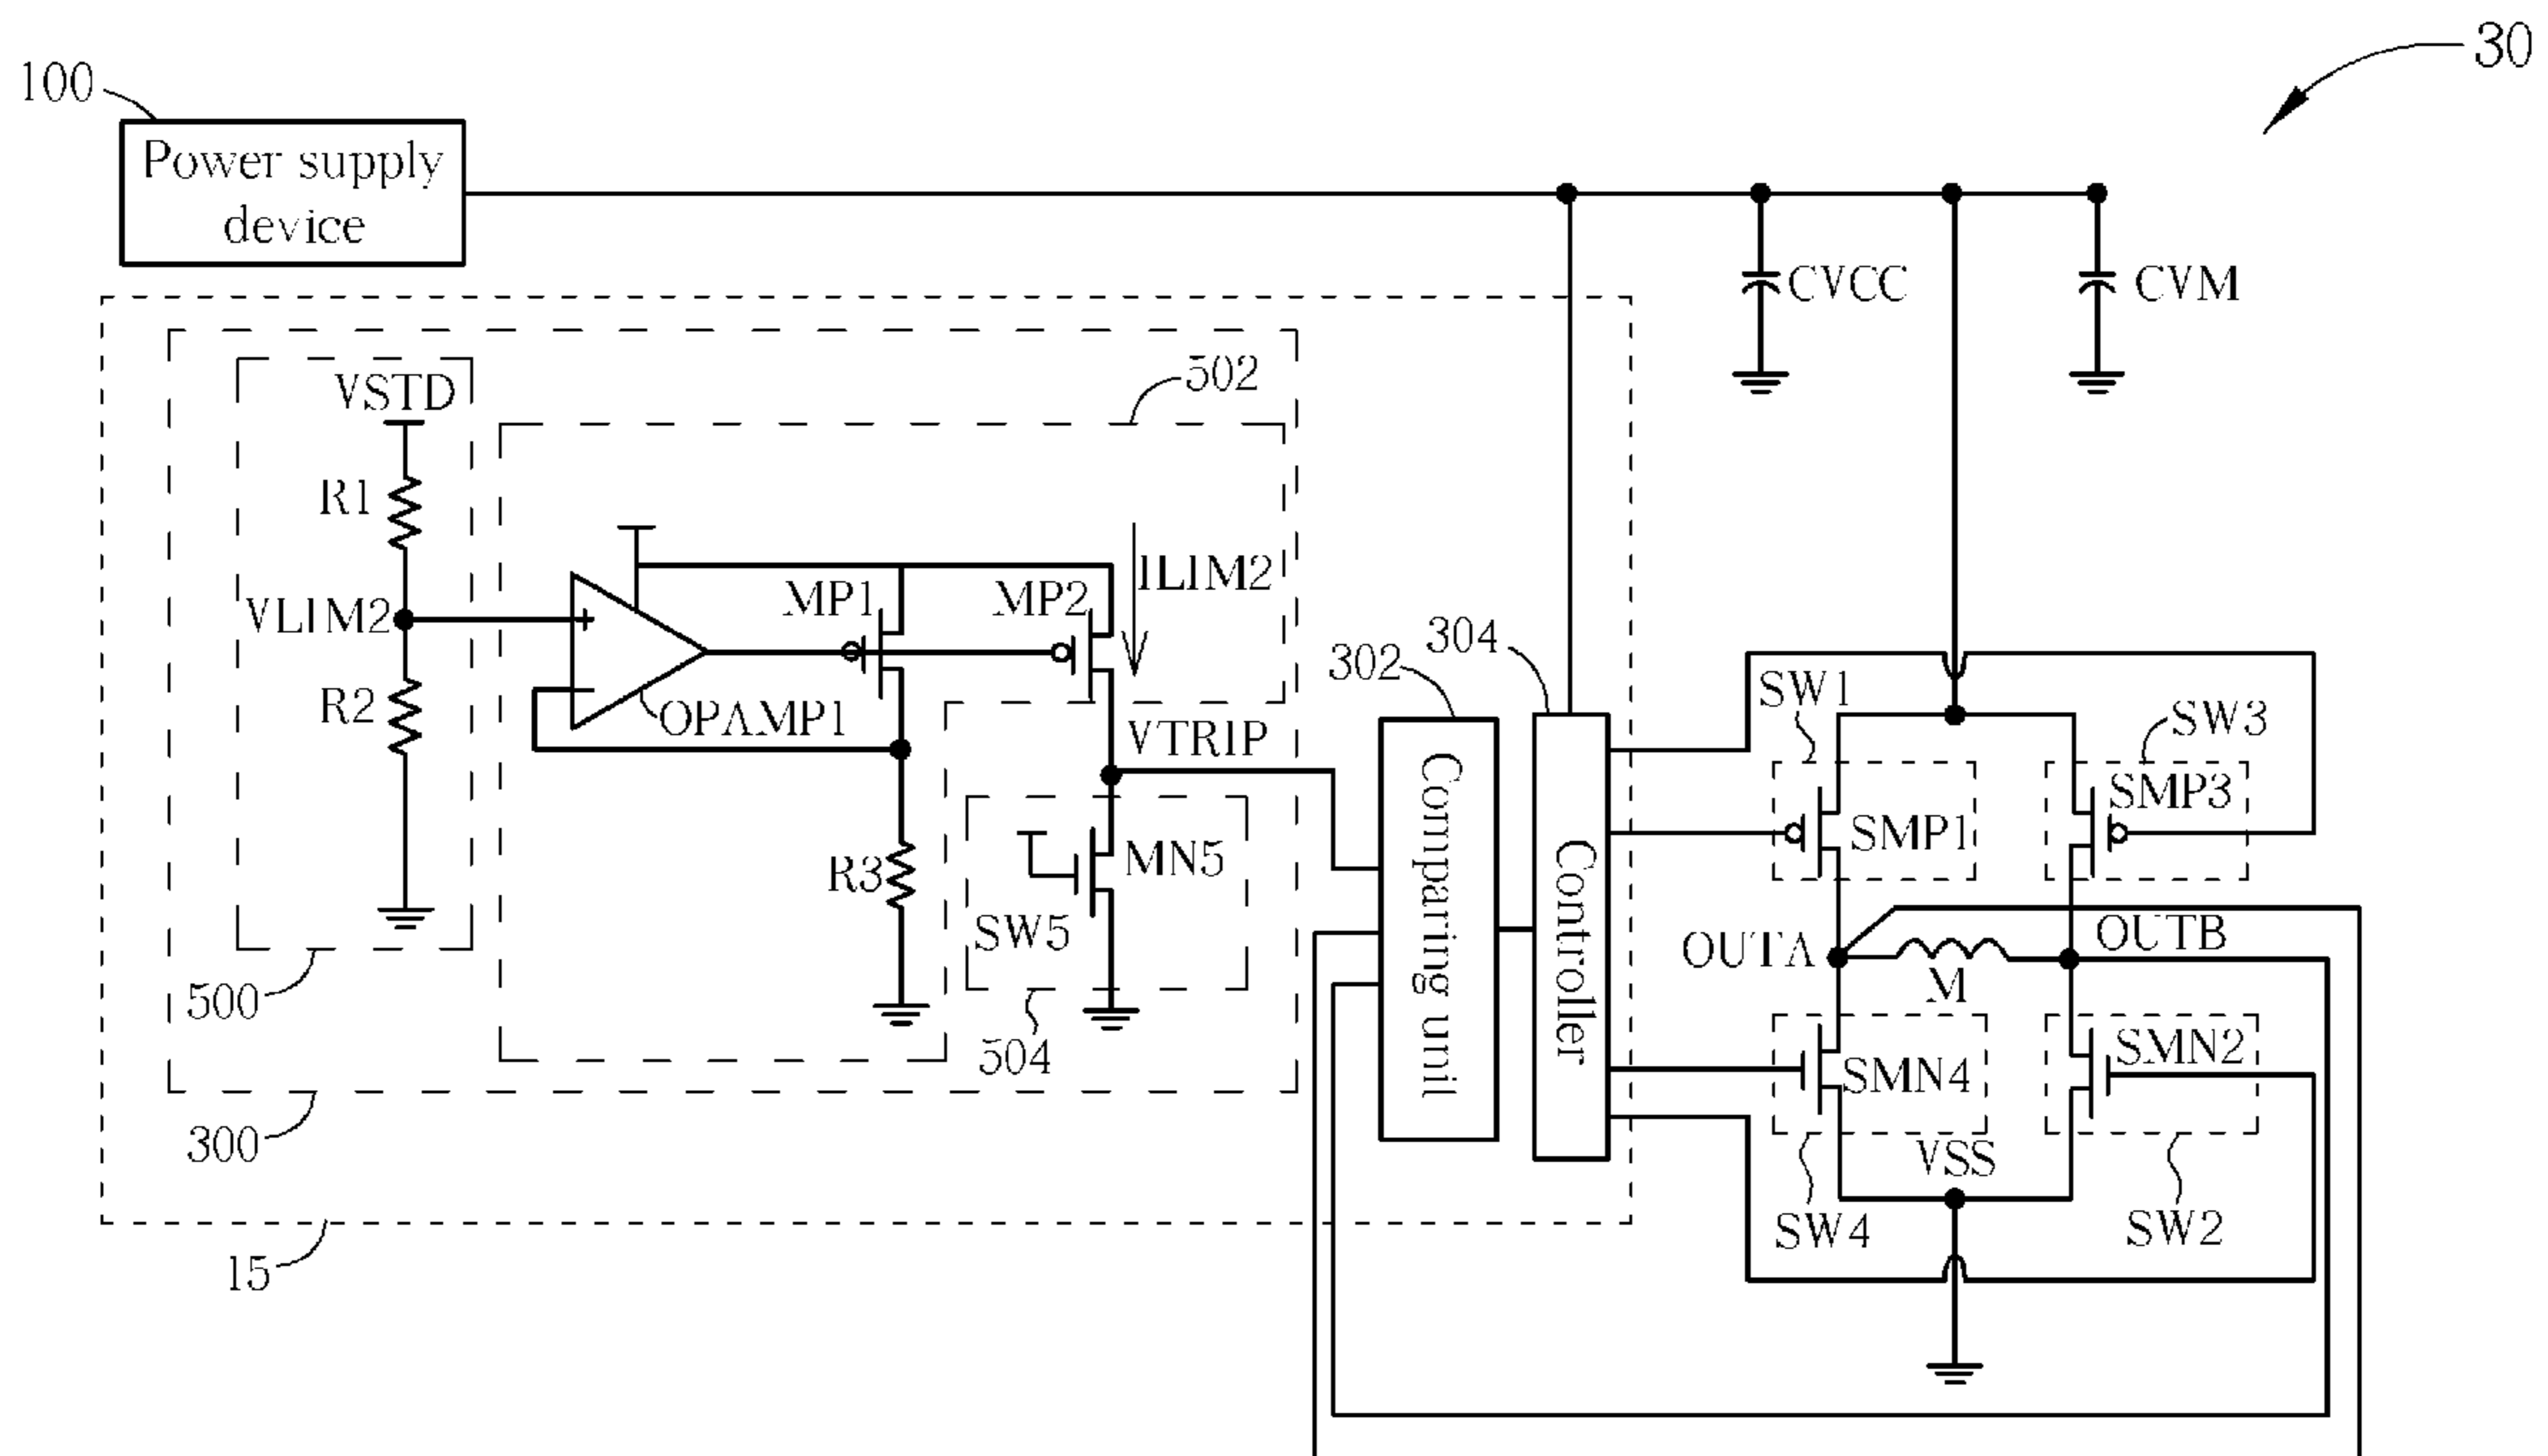 30
100
Power supply
device
CVCC
CVM
502
VSTD
R1
ILIM2
MP1
MP2
VLIM2
+
304
302
SW1
R2
OPAMP1
SW3
VTRIP
SMP3
SMP1
Comparing unit
Controller
MN5
R3
SW5
OUTB
OUTA
M
500
504
SMN2
SMN4
300
VSS
SW4
SW2
15